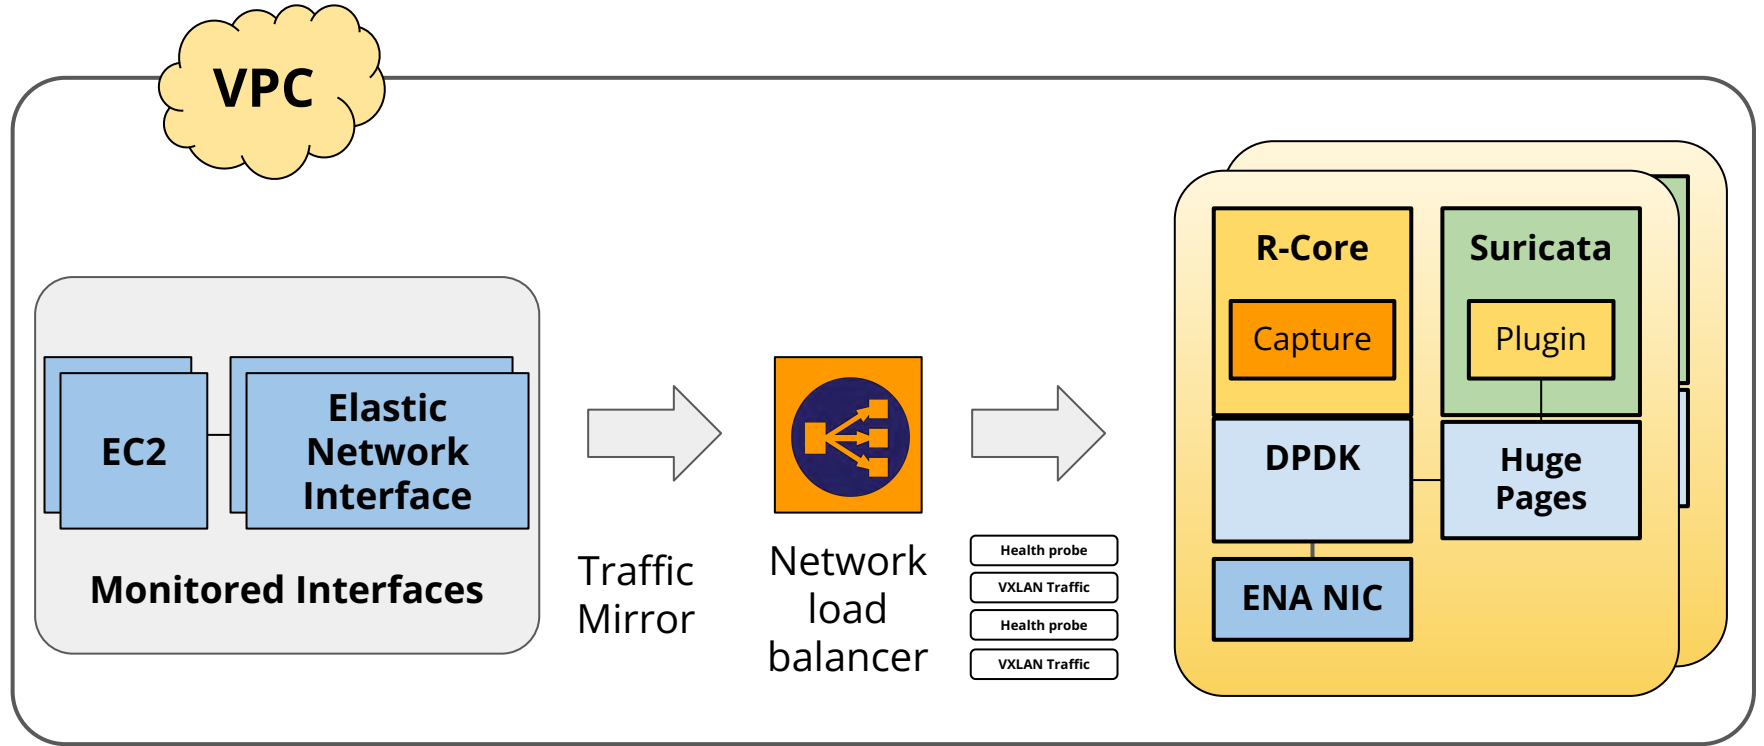 VPC
EC2
Elastic
Network
Interface
Monitored Interfaces
Traffic
Mirror
Network
load
balancer
Health probe
VXLAN Traffic
Health probe
VXLAN Traffic
R-Core
Capture
Suricata
Plugin
DPDK
Huge
Pages
ENA NIC